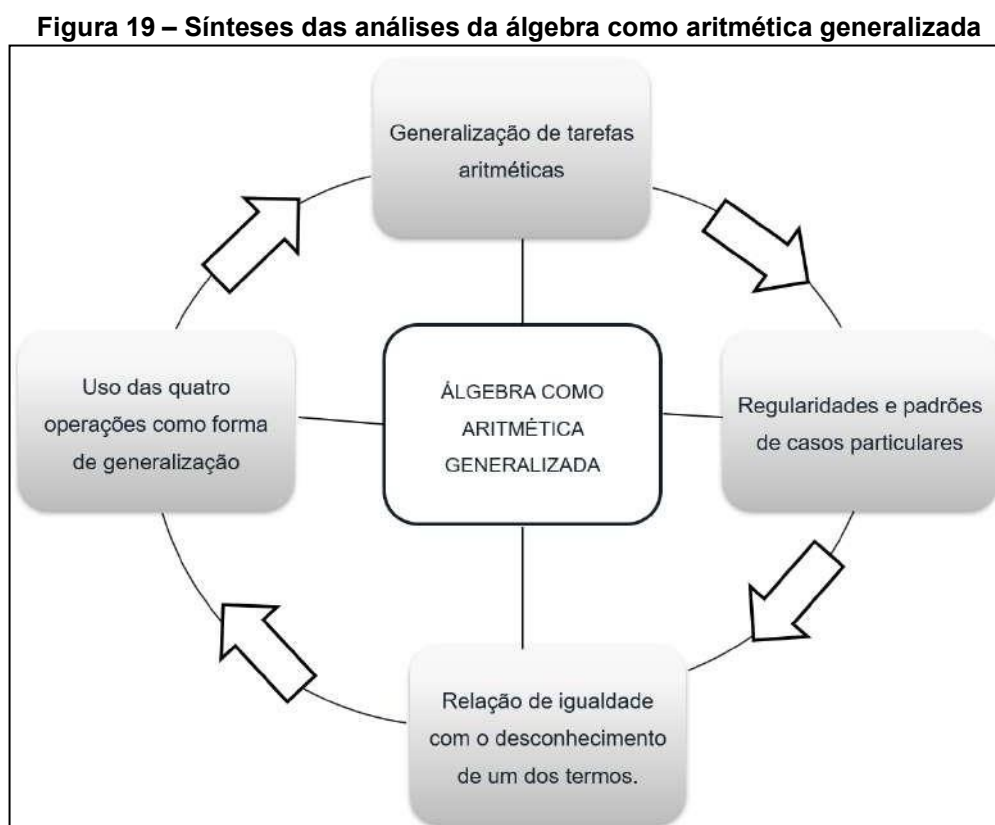 Figura 19 – Sínteses das análises da álgebra como aritmética generalizada
Generalização de tarefas
aritméticas
Uso das quatro
operações como forma
de generalização
ÁLGEBRA COMO
ARITMÉTICA
GENERALIZADA
Regularidades e padrões
de casos particulares
Relação de igualdade
com o desconhecimento
de um dos termos.